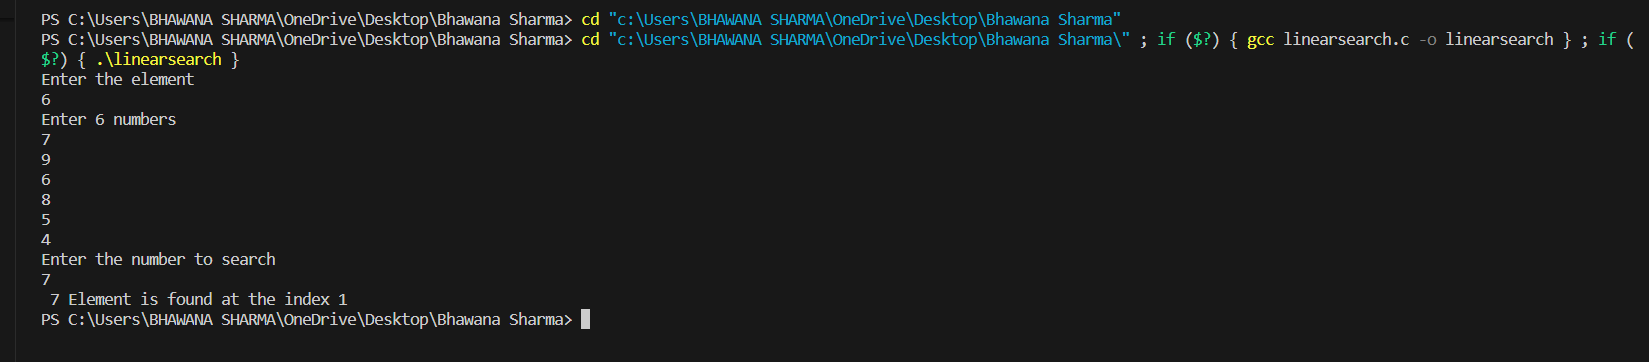 PS C:\Users\BHAWANA SHARMA\OneDrive\Desktop\Bhawana Sharma> cd "c:\Users\BHAWANA SHARMA\OneDrive\Desktop\Bhawana Sharma"
PS C:\Users\BHAWANA SHARMA\OneDrive\Desktop\Bhawana Sharma> cd "c:\Users\BHAWANA SHARMA\OneDrive\Desktop\Bhawana Sharma\" ; if ($?) { gcc linearsearch.c -o linearsearch } ; if (
$?) { .\linearsearch }
Enter the element
6
Enter 6 numbers
7
9
6
8
5
4
Enter the number to search
7
 7 Element is found at the index 1
PS C:\Users\BHAWANA SHARMA\OneDrive\Desktop\Bhawana Sharma>